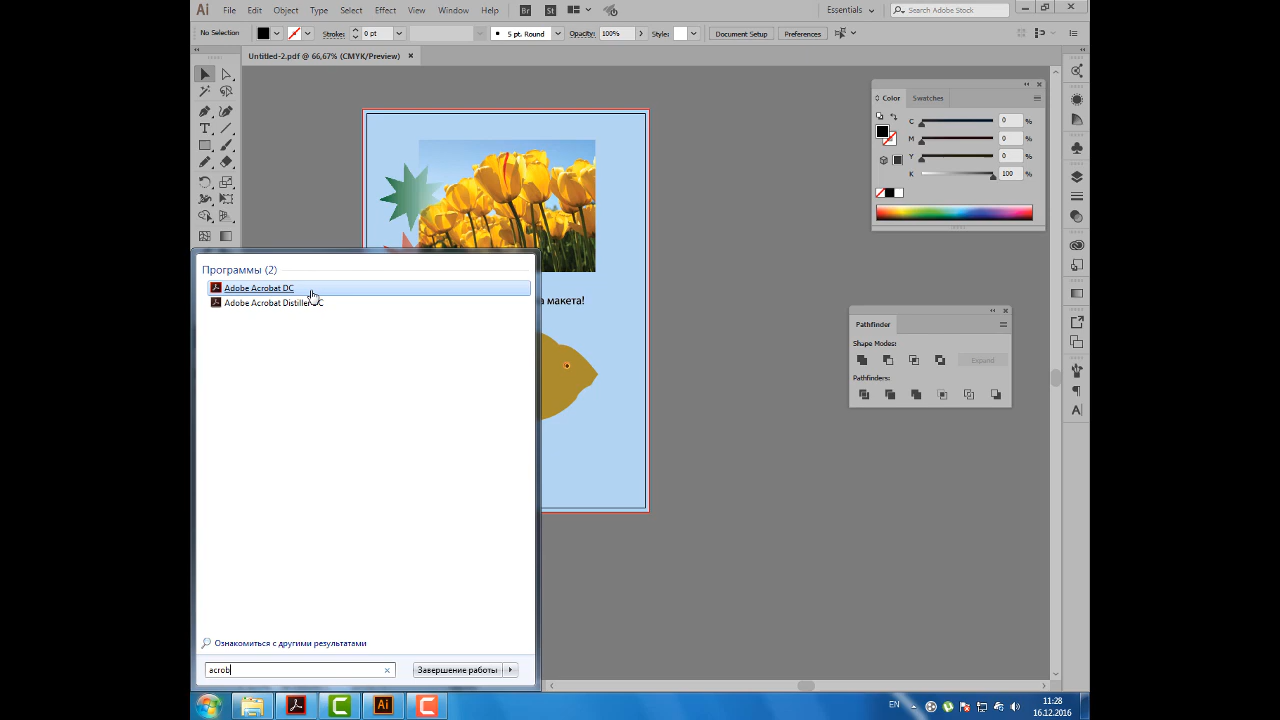 Ai File Edit Object Type Select Effect View Window Help Br St Essentials Search Adobe Stock
No Selection Stroke: 0 pt 5 pt. Round Opacity: 100% Style: Document Setup Preferences
Untitled-2.pdf @ 66,67% (CMYK/Preview)
Color Swatches
C 0 %
M 0 %
Y 0 %
K 100 %
Программы (2)
Adobe Acrobat DC
Adobe Acrobat Distiller DC
а макета!
Pathfinder
Shape Modes:
Expand
Pathfinders:
Ознакомиться с другими результатами
acrob
Завершение работы
Ai EN 11:28
16.12.2016